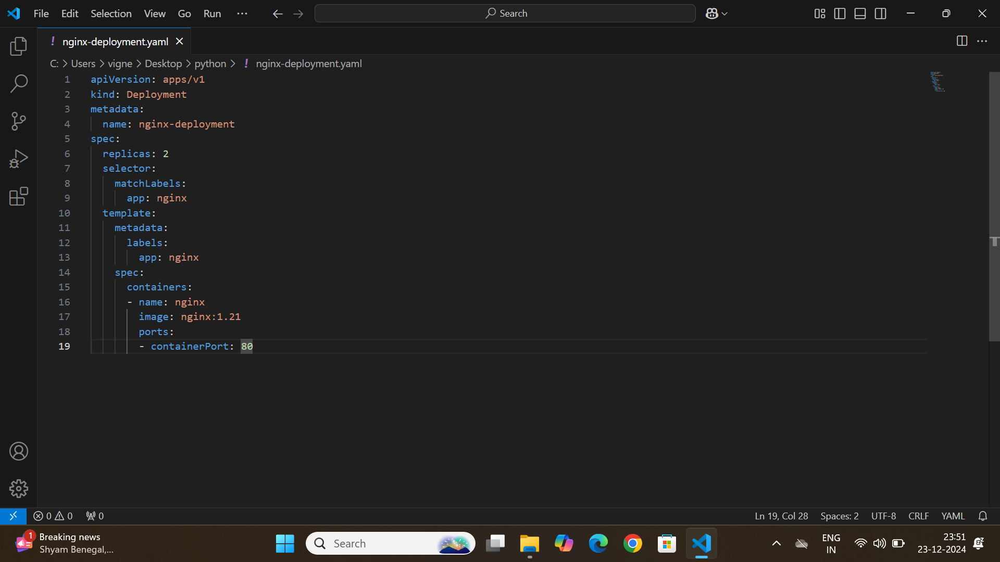 File Edit Selection View Go Run ··· Search
nginx-deployment.yaml
C: > Users > vigne > Desktop > python > ! nginx-deployment.yaml
1 apiVersion: apps/v1
2 kind: Deployment
3 metadata:
4   name: nginx-deployment
5 spec:
6   replicas: 2
7   selector:
8     matchLabels:
9       app: nginx
10   template:
11     metadata:
12       labels:
13         app: nginx
14     spec:
15       containers:
16       - name: nginx
17         image: nginx:1.21
18         ports:
19         - containerPort: 80
0 0 0 Ln 19, Col 28 Spaces: 2 UTF-8 CRLF YAML
1 Breaking news
Shyam Benegal,...
Search
ENG
IN
23:51
23-12-2024